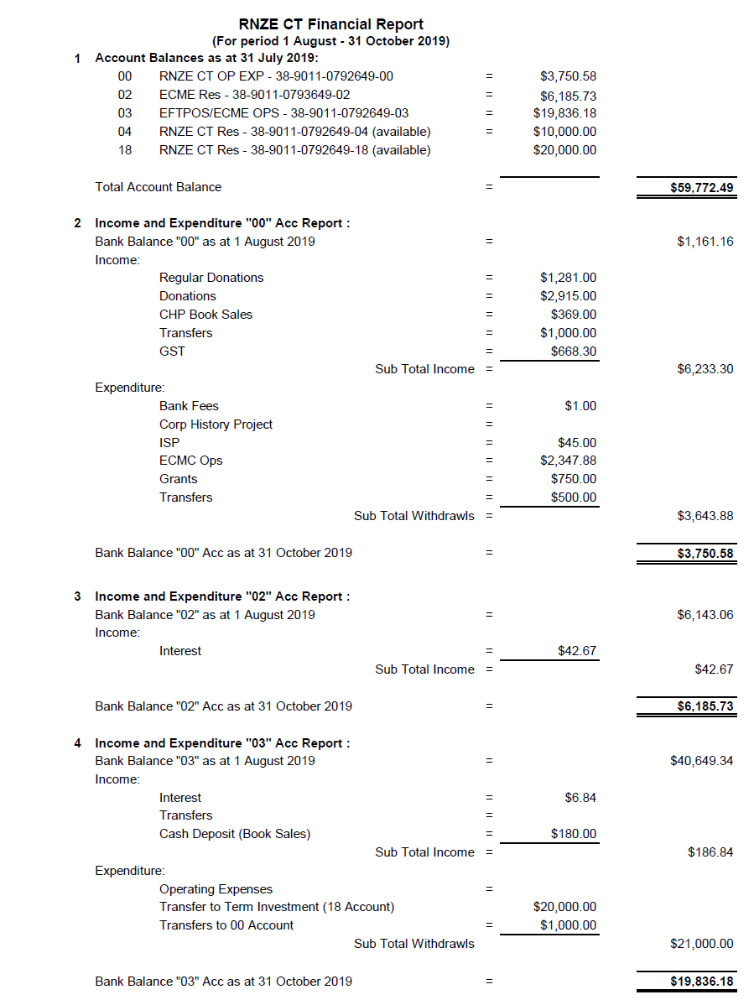 RNZE CT Financial Report
(For period 1 August - 31 October 2019)
1 Account Balances as at 31 July 2019:
00 RNZE CT OP EXP - 38-9011-0792649-00 = $3,750.58
02 ECME Res - 38-9011-0793649-02 = $6,185.73
03 EFTPOS/ECME OPS - 38-9011-0792649-03 = $19,836.18
04 RNZE CT Res - 38-9011-0792649-04 (available) = $10,000.00
18 RNZE CT Res - 38-9011-0792649-18 (available) $20,000.00
Total Account Balance = $59,772.49
2 Income and Expenditure "00" Acc Report :
Bank Balance "00" as at 1 August 2019 = $1,161.16
Income:
Regular Donations = $1,281.00
Donations = $2,915.00
CHP Book Sales = $369.00
Transfers = $1,000.00
GST = $668.30
Sub Total Income = $6,233.30
Expenditure:
Bank Fees = $1.00
Corp History Project =
ISP = $45.00
ECMC Ops = $2,347.88
Grants = $750.00
Transfers = $500.00
Sub Total Withdrawls = $3,643.88
Bank Balance "00" Acc as at 31 October 2019 = $3,750.58
3 Income and Expenditure "02" Acc Report :
Bank Balance "02" as at 1 August 2019 = $6,143.06
Income:
Interest = $42.67
Sub Total Income = $42.67
Bank Balance "02" Acc as at 31 October 2019 = $6,185.73
4 Income and Expenditure "03" Acc Report :
Bank Balance "03" as at 1 August 2019 = $40,649.34
Income:
Interest = $6.84
Transfers =
Cash Deposit (Book Sales) = $180.00
Sub Total Income = $186.84
Expenditure:
Operating Expenses =
Transfer to Term Investment (18 Account) $20,000.00
Transfers to 00 Account = $1,000.00
Sub Total Withdrawls $21,000.00
Bank Balance "03" Acc as at 31 October 2019 = $19,836.18